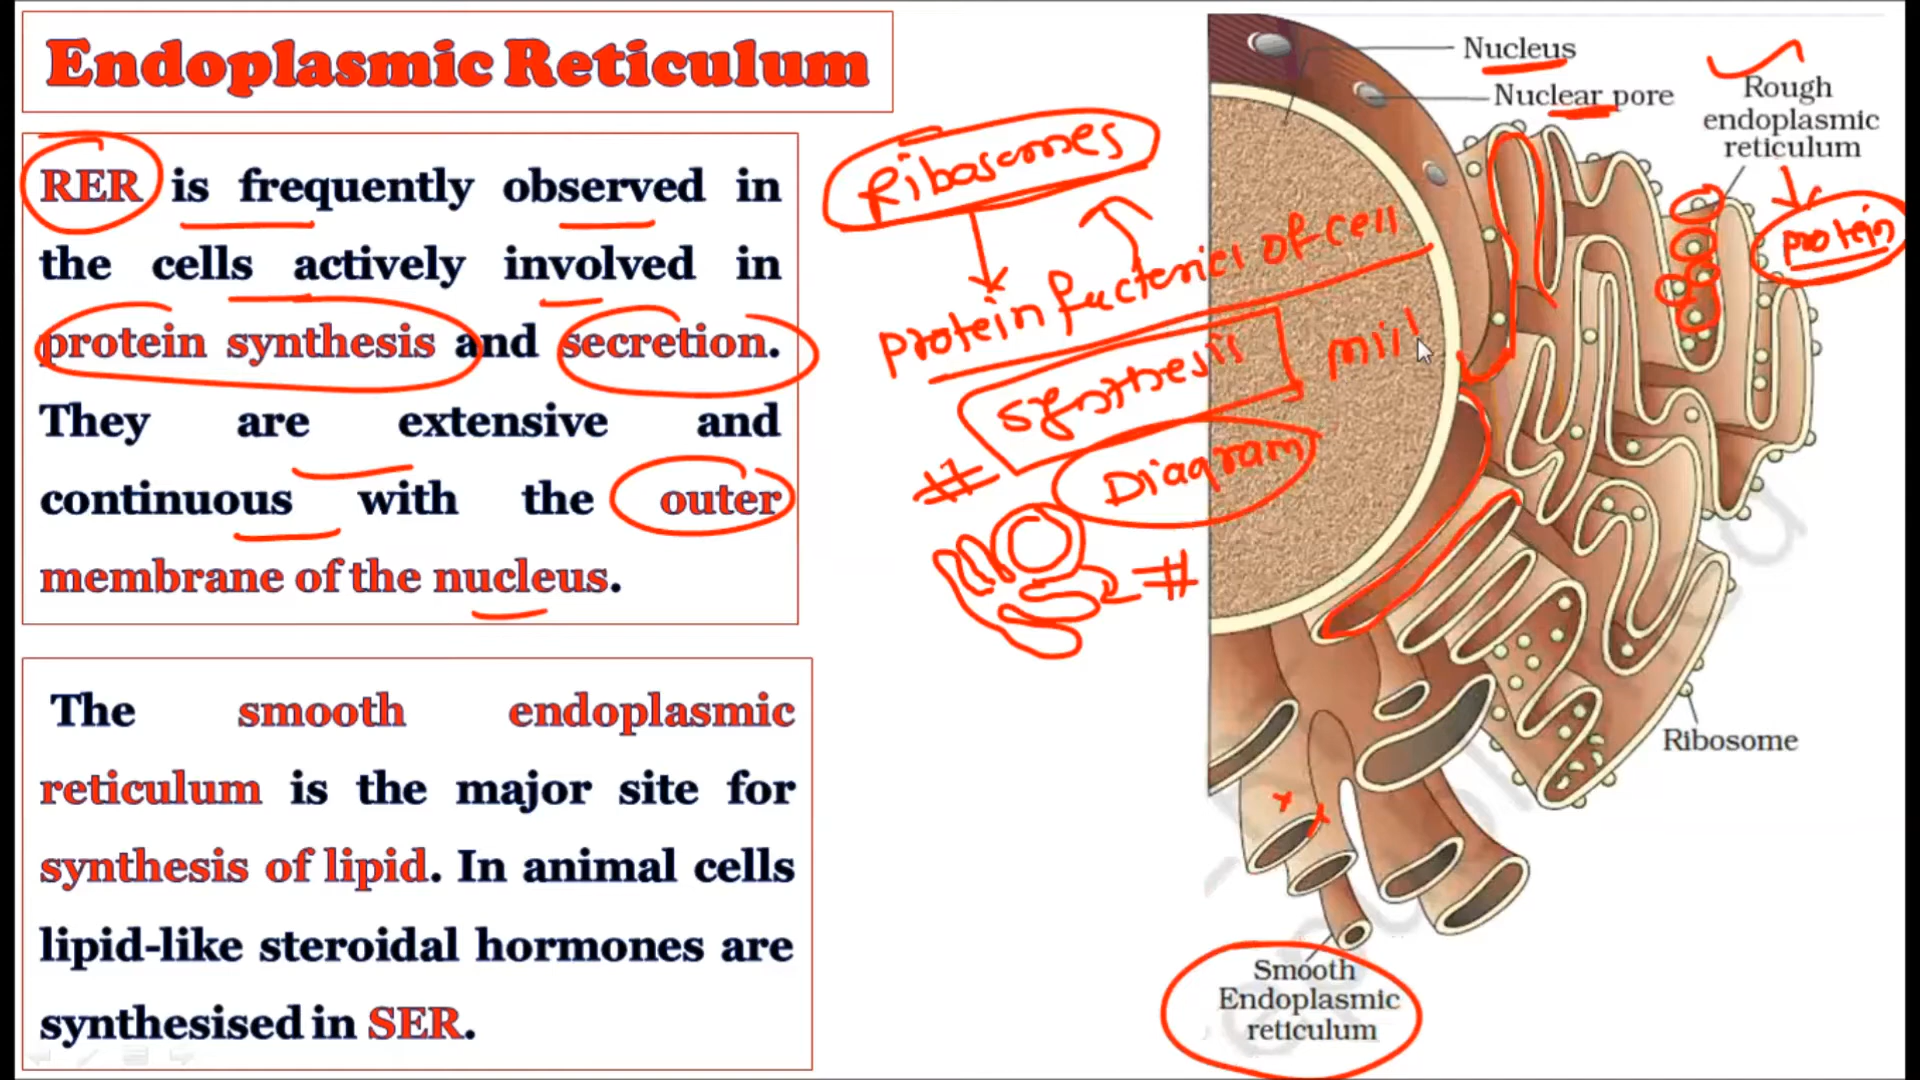 Endoplasmic Reticulum
RER is frequently observed in
the cells actively involved in
protein synthesis and secretion.
They are extensive and
continuous with the outer
membrane of the nucleus.
The smooth endoplasmic
reticulum is the major site for
synthesis of lipid. In animal cells
lipid-like steroidal hormones are
synthesised in SER.
Ribosomes
protein factories of cell
synthesis
mill
# Diagram
#
Nucleus
Nuclear pore
Rough
endoplasmic
reticulum
protein
Ribosome
Smooth
Endoplasmic
reticulum